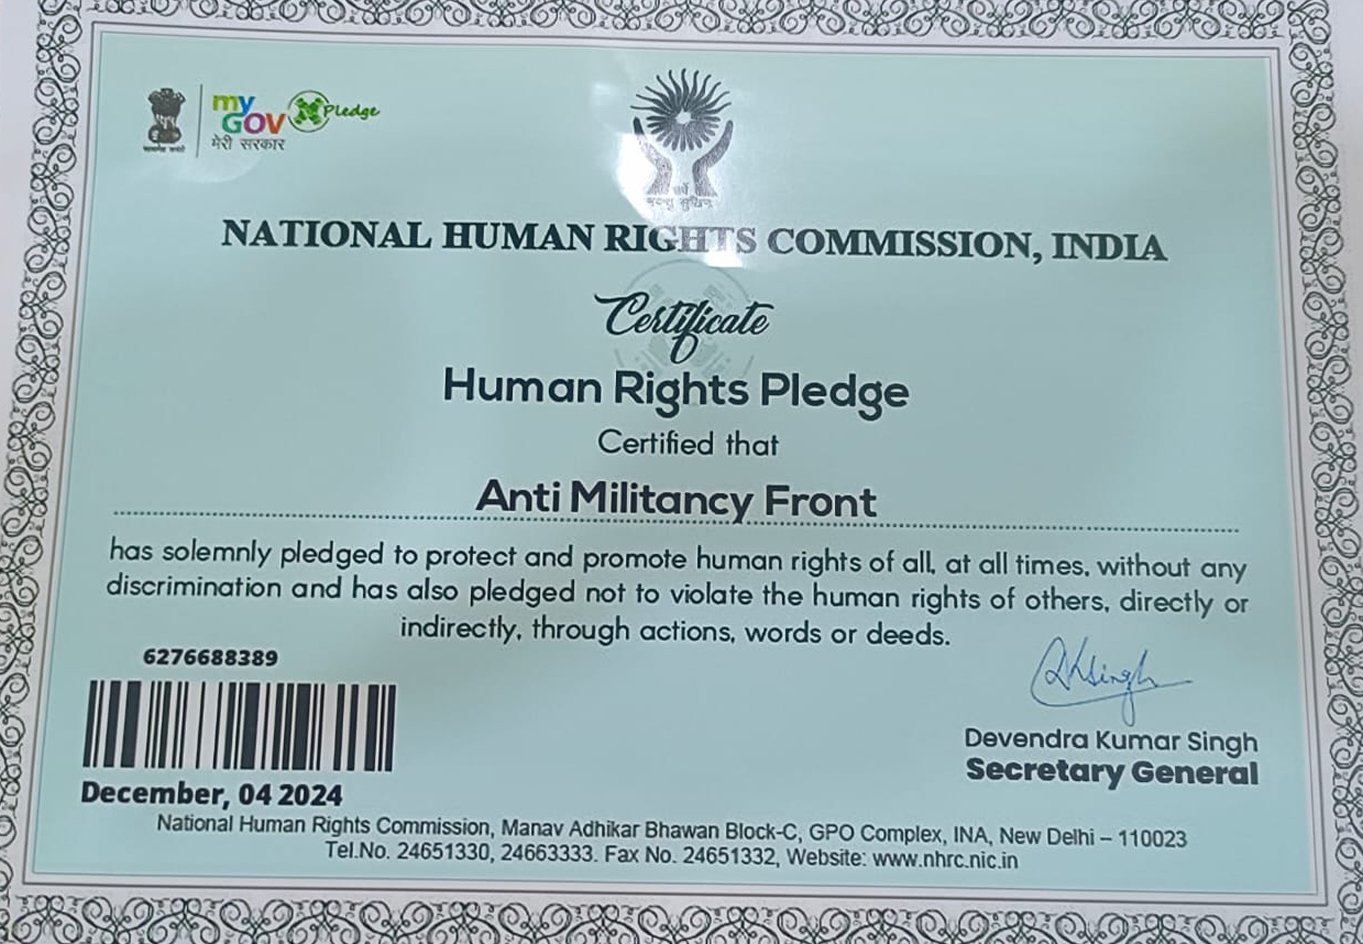 my
GOV
Pledge
मेरी सरकार
NATIONAL HUMAN RIGHTS COMMISSION, INDIA
Certificate
Human Rights Pledge
Certified that
Anti Militancy Front
has solemnly pledged to protect and promote human rights of all, at all times, without any
discrimination and has also pledged not to violate the human rights of others, directly or
indirectly, through actions, words or deeds.
6276688389
December, 04 2024
Devendra Kumar Singh
Secretary General
National Human Rights Commission, Manav Adhikar Bhawan Block-C, GPO Complex, INA, New Delhi – 110023
Tel.No. 24651330, 24663333. Fax No. 24651332, Website: www.nhrc.nic.in